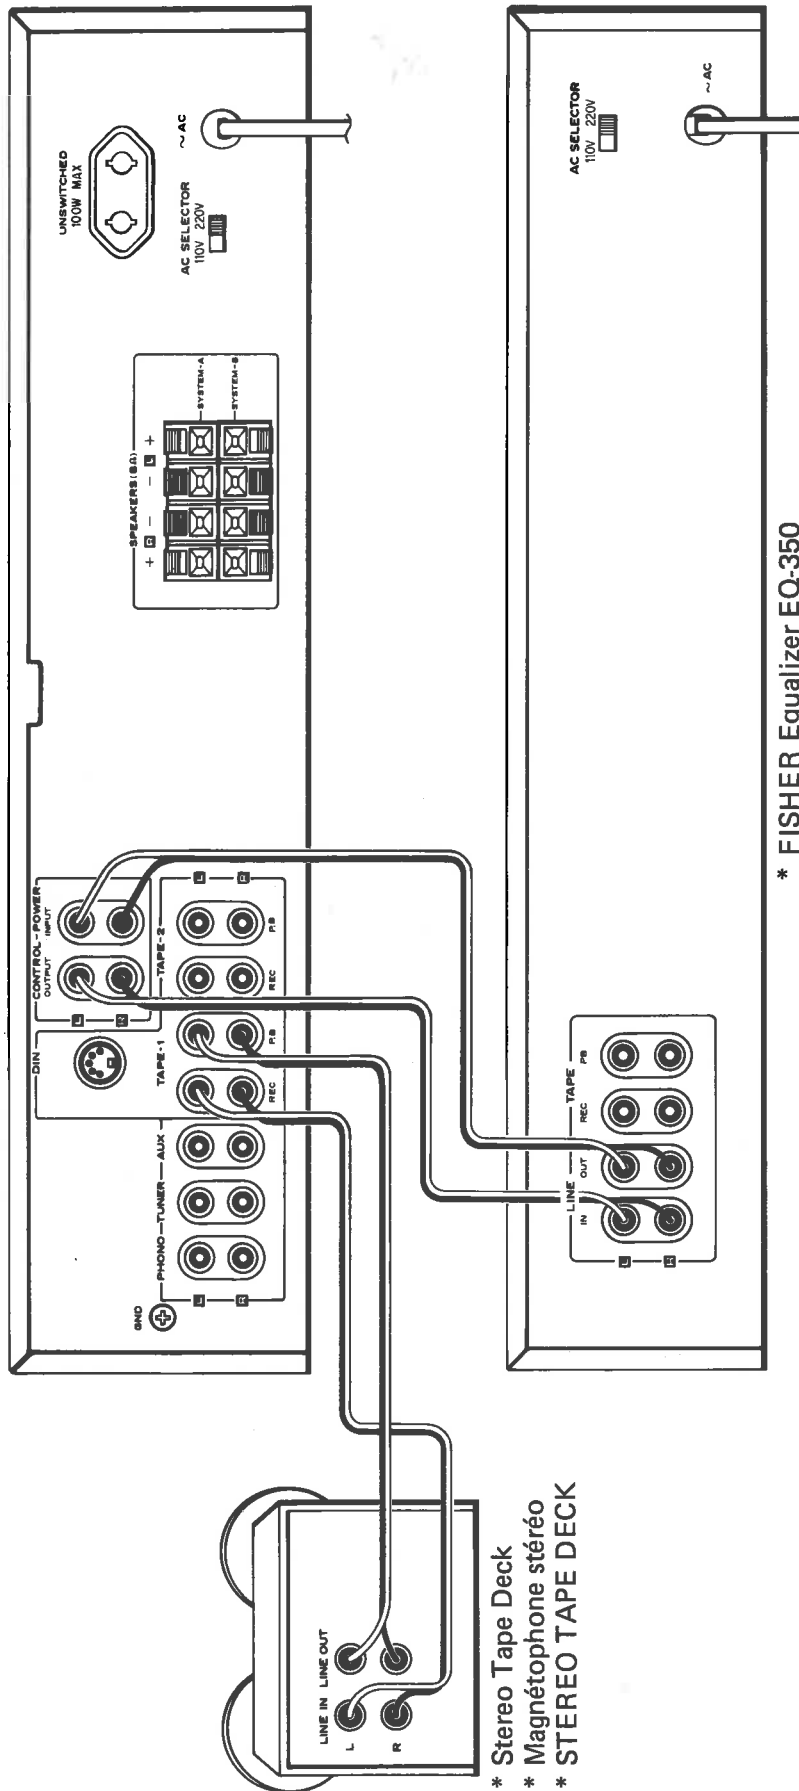 UNSWITCHED
100W MAX
~AC
AC SELECTOR
110V 220V
SPEAKERS (8Ω)
+ R - - L +
SYSTEM-A
SYSTEM-B
CONTROL-POWER
OUTPUT INPUT
L
R
DIN
GND
PHONO TUNER AUX TAPE-1 TAPE-2
REC PB REC PB
L
R
L
R
AC SELECTOR
110V 220V
~AC
LINE TAPE
IN OUT REC PB
L
R
* FISHER Equalizer EQ-350
LINE IN LINE OUT
L
R
* Stereo Tape Deck
* Magnétophone stéréo
* STEREO TAPE DECK